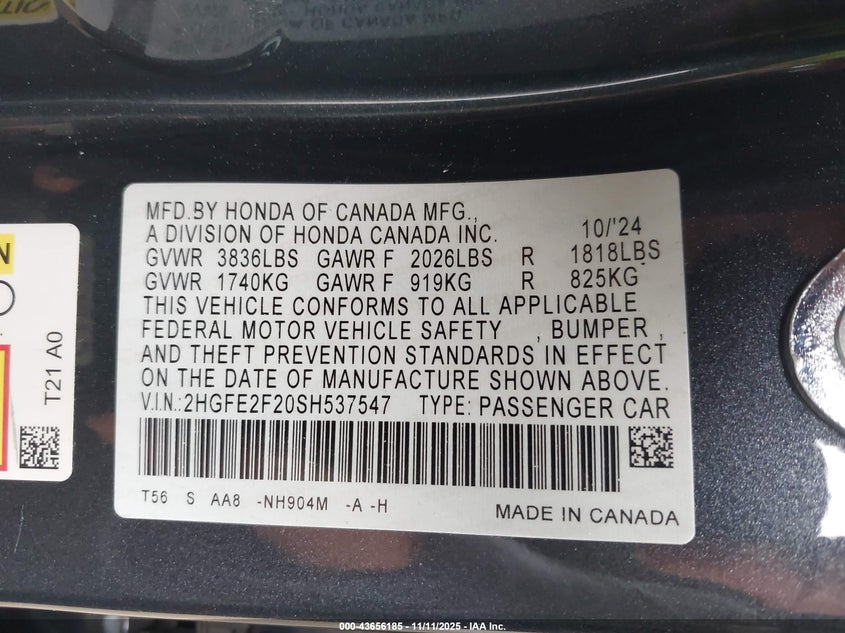 MFD.BY HONDA OF CANADA MFG.,
A DIVISION OF HONDA CANADA INC. 10/'24
GVWR 3836LBS GAWR F 2026LBS R 1818LBS
GVWR 1740KG GAWR F 919KG R 825KG
THIS VEHICLE CONFORMS TO ALL APPLICABLE
FEDERAL MOTOR VEHICLE SAFETY , BUMPER ,
AND THEFT PREVENTION STANDARDS IN EFFECT
ON THE DATE OF MANUFACTURE SHOWN ABOVE.
V.I.N.:2HGFE2F20SH537547 TYPE: PASSENGER CAR
T56 S AA8 -NH904M -A -H
MADE IN CANADA
T21 A0
000-43656185 - 11/11/2025 - IAA Inc.